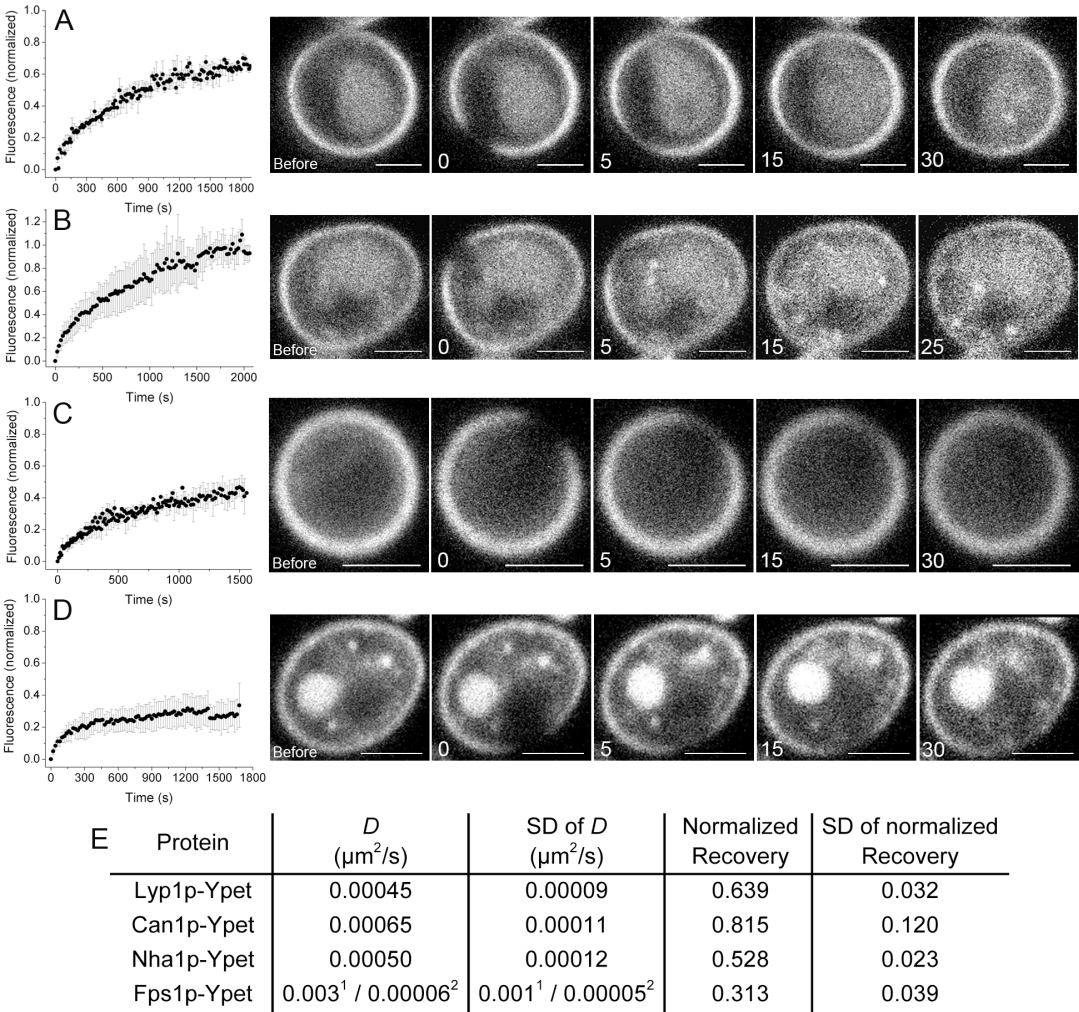 A
Fluorescence (normalized)
1.0
0.8
0.6
0.4
0.2
0.0
0 300 600 900 1200 1500 1800
Time (s)
Before 0 5 15 30
B
Fluorescence (normalized)
1.2
1.0
0.8
0.6
0.4
0.2
0.0
0 500 1000 1500 2000
Time (s)
Before 0 5 15 25
C
Fluorescence (normalized)
1.0
0.8
0.6
0.4
0.2
0.0
0 500 1000 1500
Time (s)
Before 0 5 15 30
D
Fluorescence (normalized)
1.0
0.8
0.6
0.4
0.2
0.0
0 300 600 900 1200 1500 1800
Time (s)
Before 0 5 15 30
E
Protein D (μm²/s) SD of D (μm²/s) Normalized Recovery SD of normalized Recovery
Lyp1p-Ypet 0.00045 0.00009 0.639 0.032
Can1p-Ypet 0.00065 0.00011 0.815 0.120
Nha1p-Ypet 0.00050 0.00012 0.528 0.023
Fps1p-Ypet 0.003¹ / 0.00006² 0.001¹ / 0.00005² 0.313 0.039